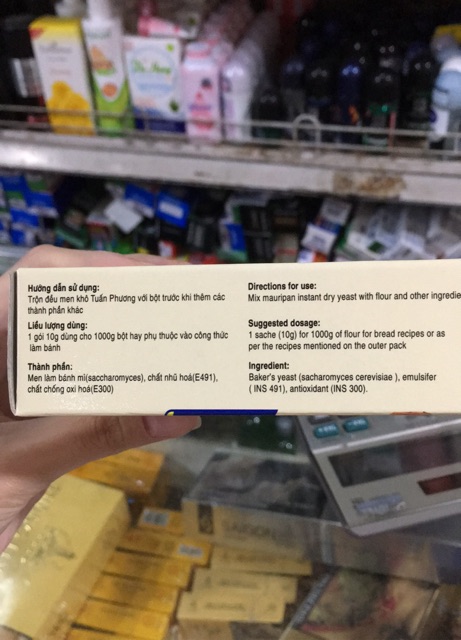 Hướng dẫn sử dụng:
Trộn đều men khô Tuấn Phương với bột trước khi thêm các
thành phần khác
Liều lượng dùng:
1 gói 10g dùng cho 1000g bột hay phụ thuộc vào công thức
làm bánh
Thành phần:
Men làm bánh mì(saccharomyces), chất nhũ hoá(E491),
chất chống oxi hoá(E300)
Directions for use:
Mix mauripan instant dry yeast with flour and other ingredie
Suggested dosage:
1 sache (10g) for 1000g of flour for bread recipes or as
per the recipes mentioned on the outer pack
Ingredient:
Baker's yeast (sacharomyces cerevisiae ), emulsifer
( INS 491), antioxidant (INS 300).